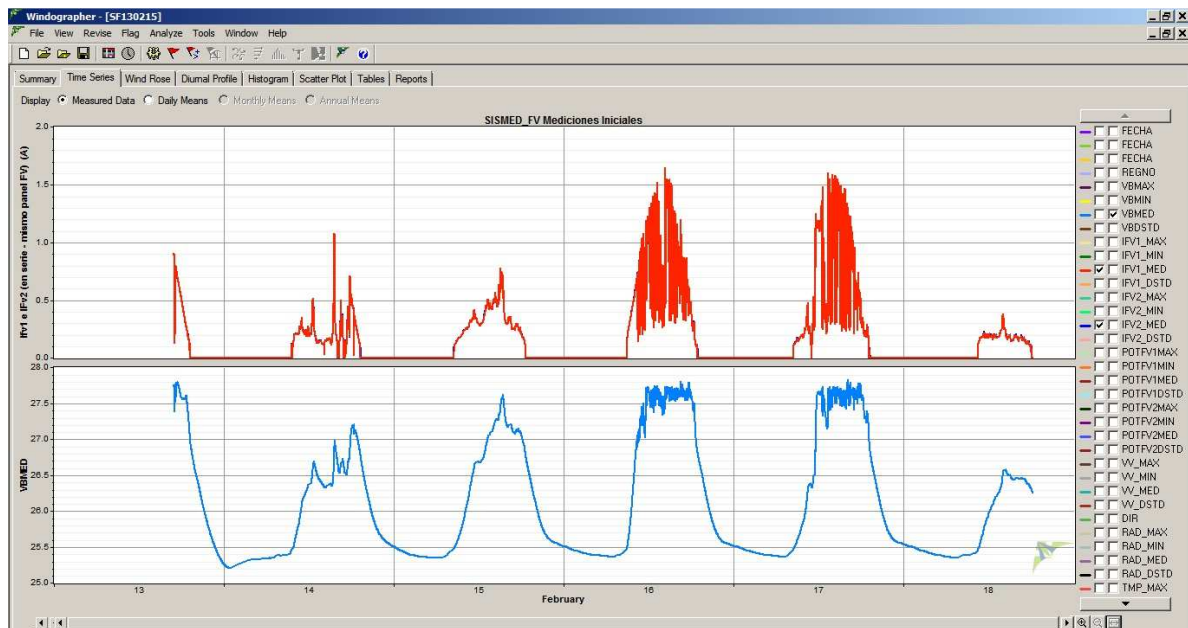 Windographer - [SF130215]
File View Revise Flag Analyze Tools Window Help
Summary Time Series Wind Rose Diurnal Profile Histogram Scatter Plot Tables Reports
Display Measured Data Daily Means Monthly Means Annual Means
SISMED_FV Mediciones Iniciales
Ifv1 e IFv2 (en serie - mismo panel FV) (A)
2.0
1.5
1.0
0.5
0.0
VBMED
28.0
27.5
27.0
26.5
26.0
25.5
25.0
13 14 15 16 17 18
February
FECHA
FECHA
FECHA
REGNO
VBMAX
VBMIN
VBMED
VBDSTD
IFV1_MAX
IFV1_MIN
IFV1_MED
IFV1_DSTD
IFV2_MAX
IFV2_MIN
IFV2_MED
IFV2_DSTD
POTFV1MAX
POTFV1MIN
POTFV1MED
POTFV1DSTD
POTFV2MAX
POTFV2MIN
POTFV2MED
POTFV2DSTD
VV_MAX
VV_MIN
VV_MED
VV_DSTD
DIR
RAD_MAX
RAD_MIN
RAD_MED
RAD_DSTD
TMP_MAX